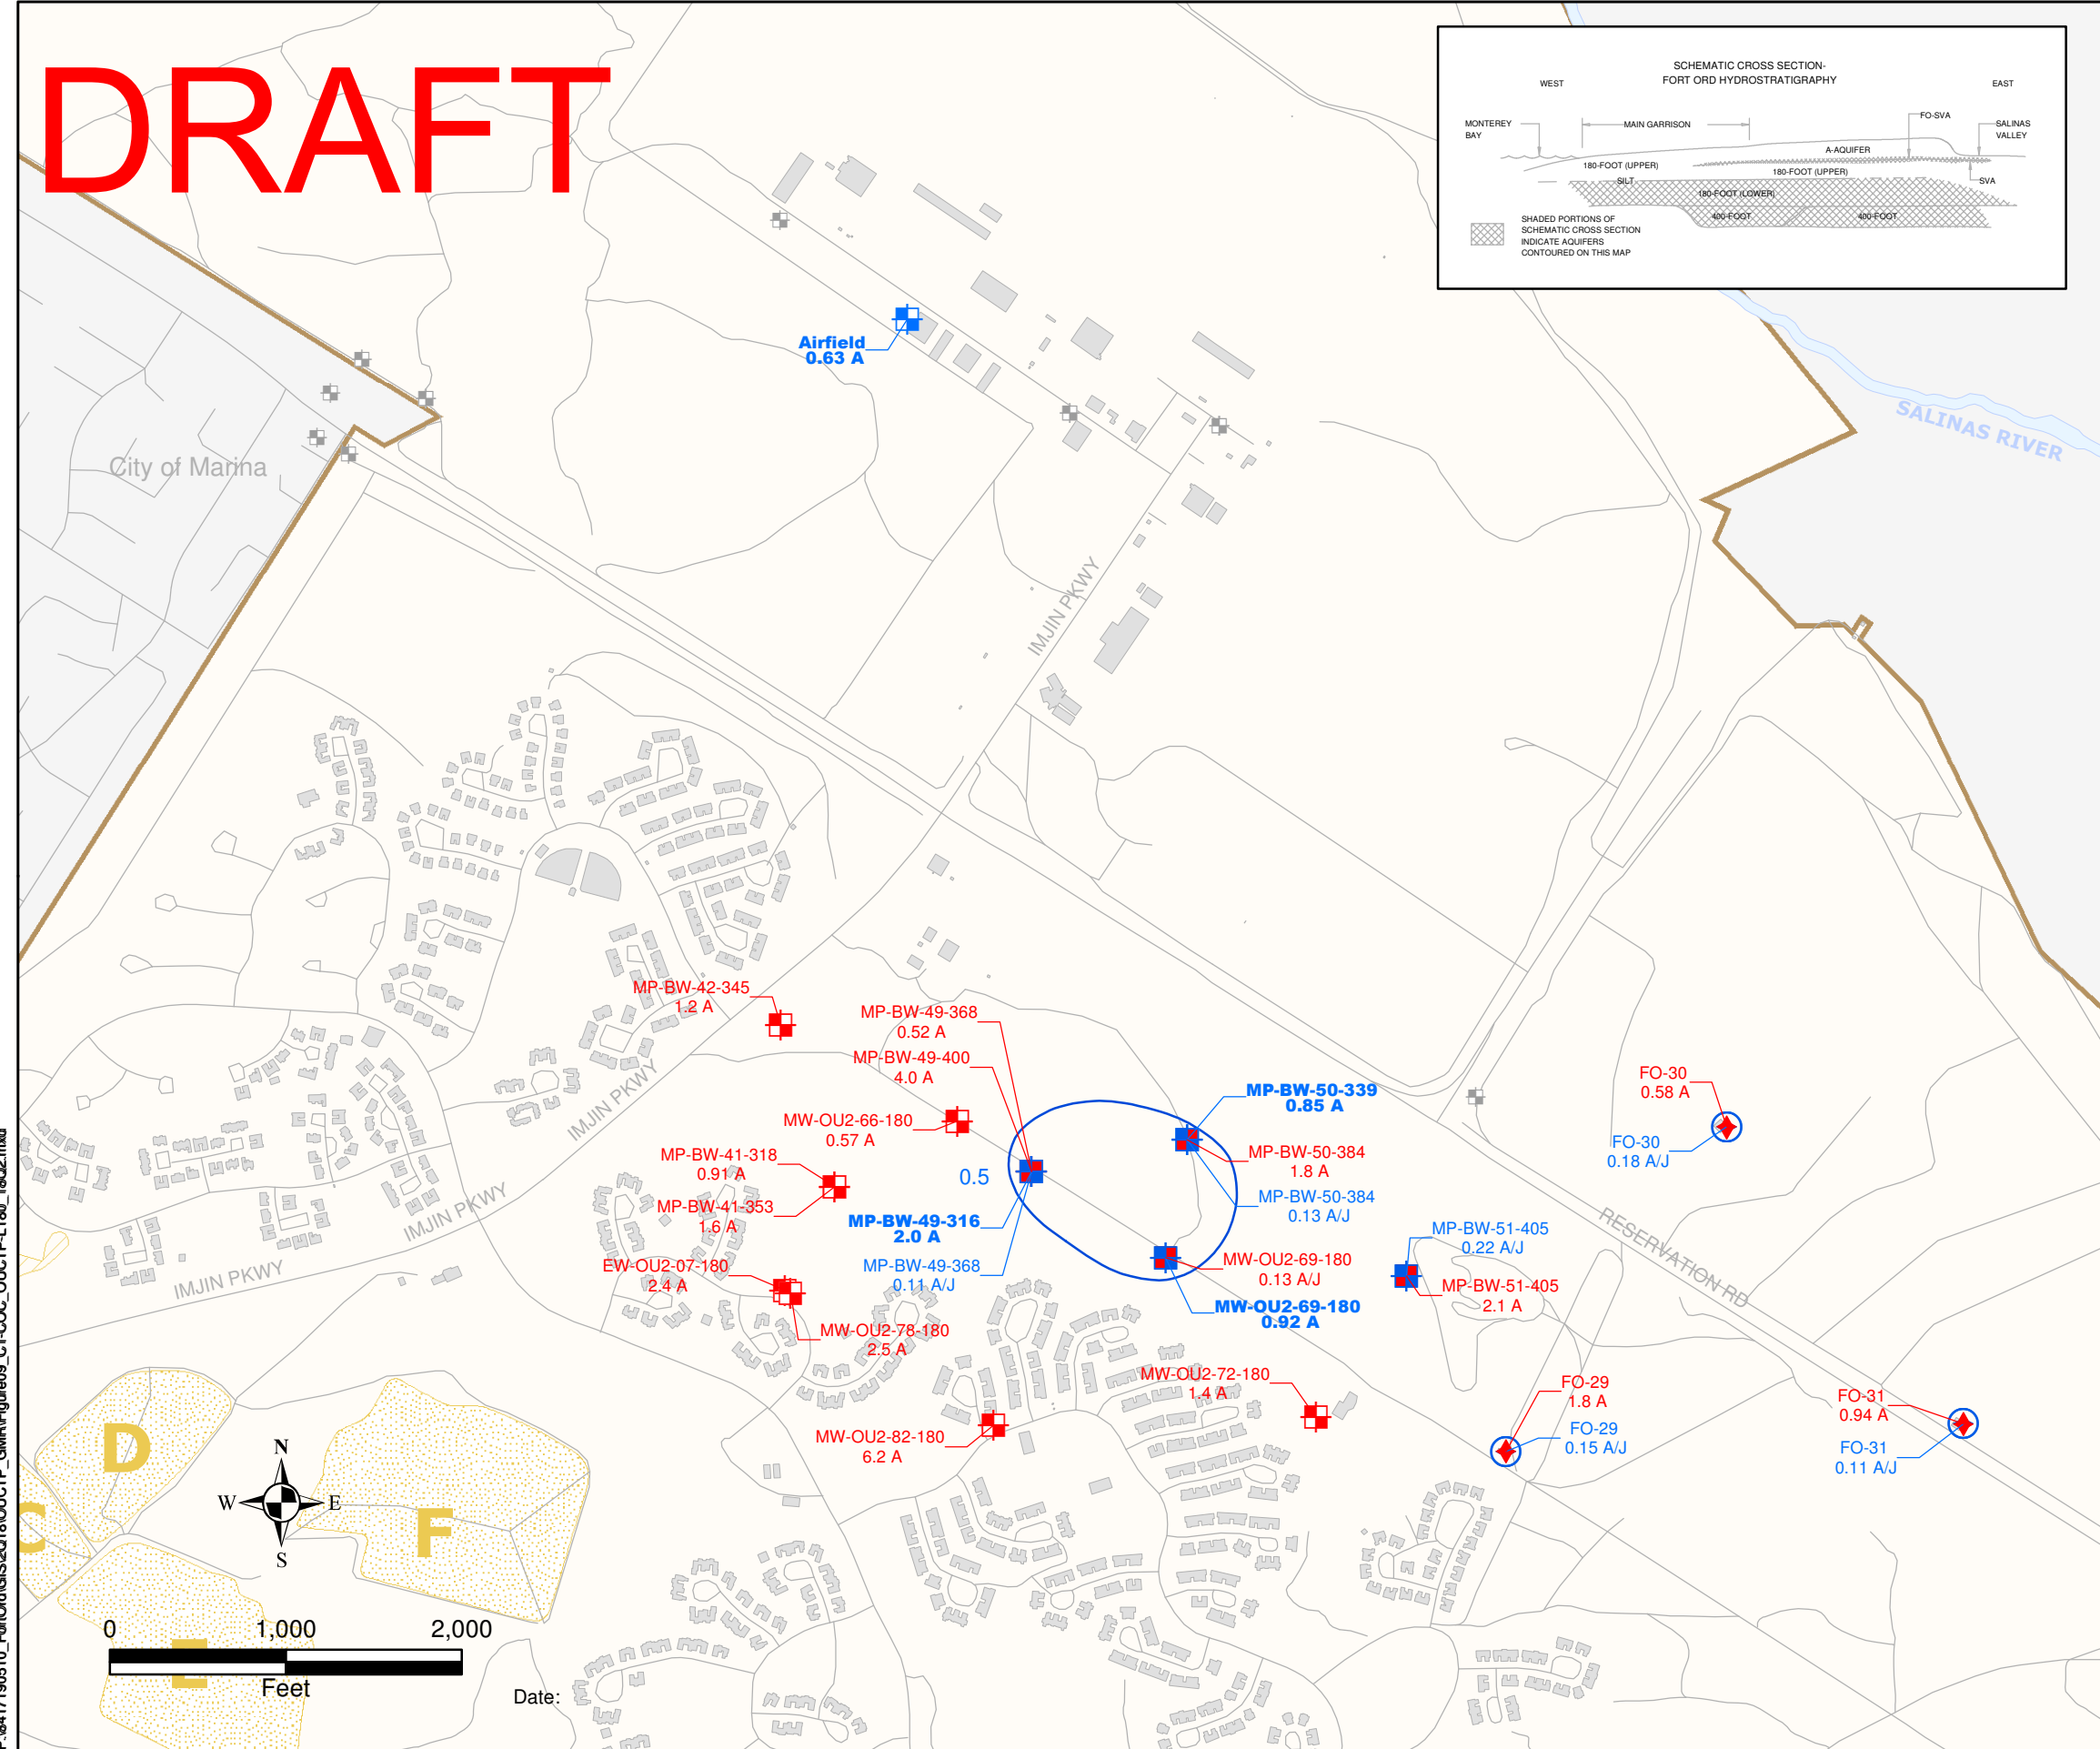 DRAFT
SCHEMATIC CROSS SECTION-
FORT ORD HYDROSTRATIGRAPHY
WEST
EAST
MONTEREY
BAY
MAIN GARRISON
FO-SVA
SALINAS
VALLEY
A-AQUIFER
180-FOOT (UPPER)
180-FOOT (UPPER)
SILT
SVA
180-FOOT (LOWER)
400-FOOT
400-FOOT
SHADED PORTIONS OF
SCHEMATIC CROSS SECTION
INDICATE AQUIFERS
CONTOURED ON THIS MAP
Airfield
0.63 A
SALINAS RIVER
City of Marina
IMJIN PKWY
MP-BW-42-345
1.2 A
MP-BW-49-368
0.52 A
MP-BW-49-400
4.0 A
MW-OU2-66-180
0.57 A
MP-BW-50-339
0.85 A
MP-BW-50-384
1.8 A
MP-BW-50-384
0.13 A/J
FO-30
0.58 A
FO-30
0.18 A/J
IMJIN PKWY
MP-BW-41-318
0.91 A
MP-BW-41-353
1.6 A
0.5
MP-BW-49-316
2.0 A
MP-BW-49-368
0.11 A/J
IMJIN PKWY
IMJIN PKWY
EW-OU2-07-180
2.4 A
MW-OU2-78-180
2.5 A
MW-OU2-69-180
0.13 A/J
MW-OU2-69-180
0.92 A
MP-BW-51-405
0.22 A/J
MP-BW-51-405
2.1 A
RESERVATION RD
MW-OU2-72-180
1.4 A
MW-OU2-82-180
6.2 A
FO-29
1.8 A
FO-29
0.15 A/J
FO-31
0.94 A
FO-31
0.11 A/J
D
C
F
E
N
W
E
S
0 1,000 2,000
Feet
Date: